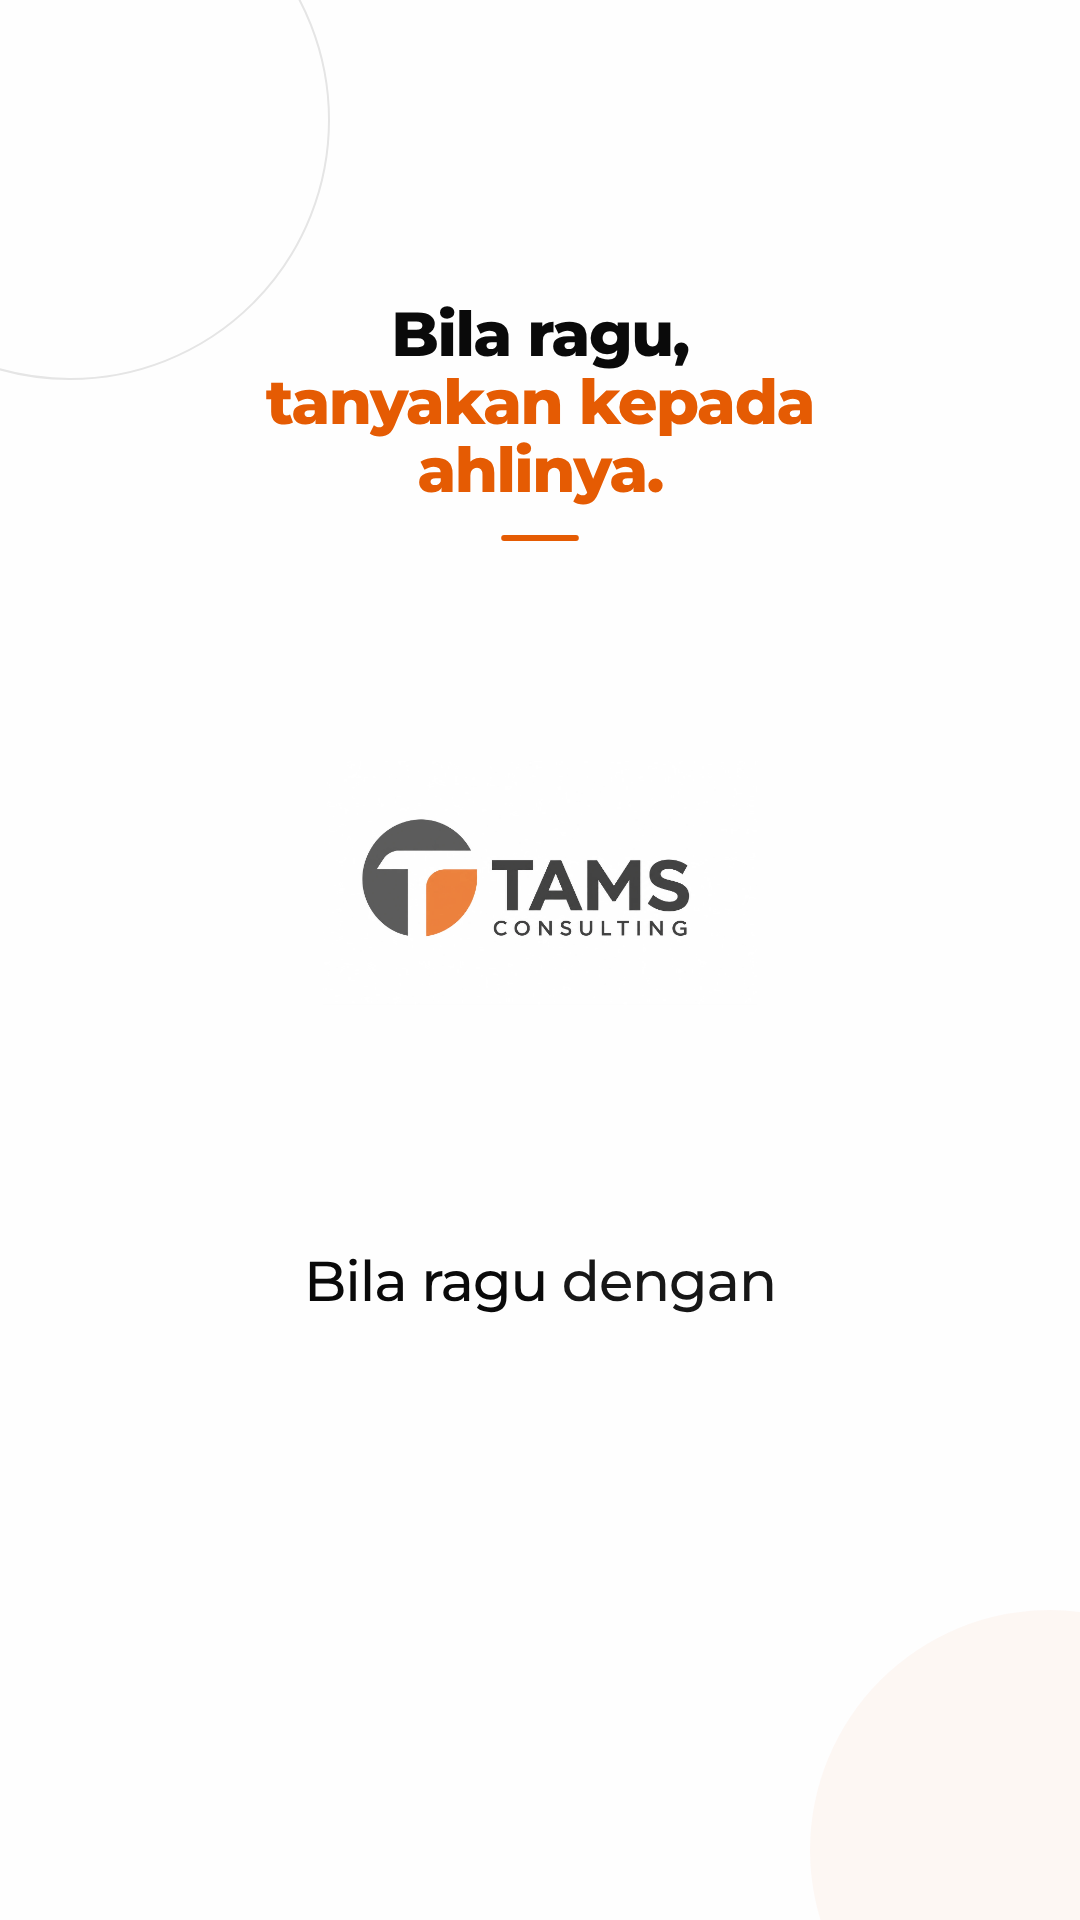 Bila ragu,
tanyakan kepada
ahlinya.
TAMS
CONSULTING
Bila ragu dengan